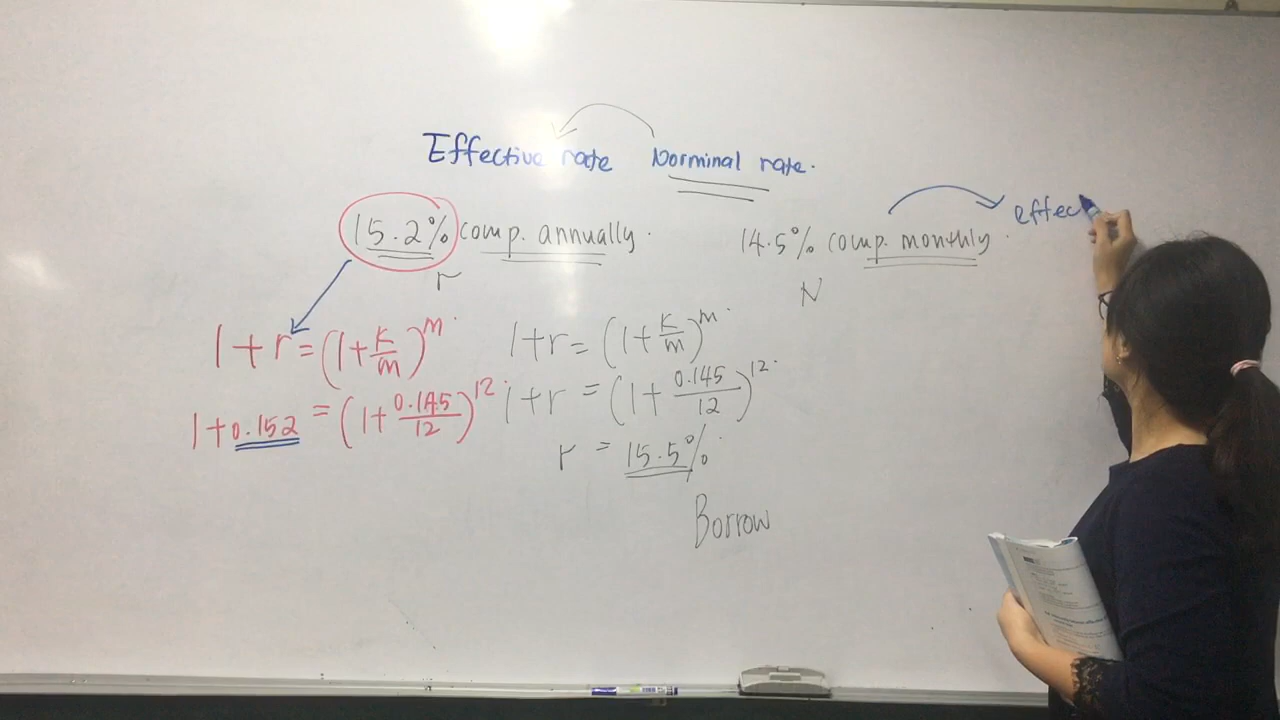 Effective rate Norminal rate.
15.2% comp. annually.
14.5% comp. monthly.
effec
r
N
1+r=(1+K/m)^m.
1+0.152=(1+0.145/12)^12
1+r=(1+K/m)^m.
1+r=(1+0.145/12)^12.
r = 15.5%.
Borrow